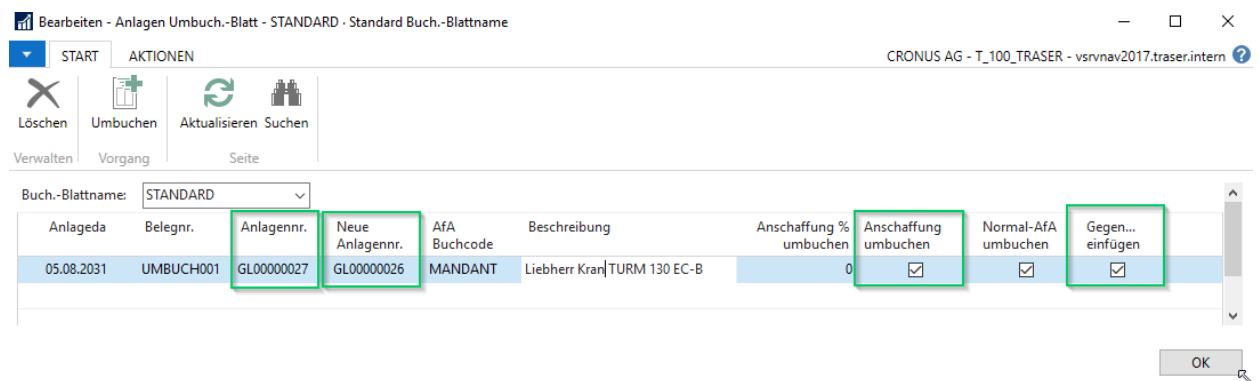 Bearbeiten - Anlagen Umbuch.-Blatt - STANDARD · Standard Buch.-Blattname
START AKTIONEN CRONUS AG - T_100_TRASER - vsrvnav2017.traser.intern
Löschen Umbuchen Aktualisieren Suchen
Verwalten Vorgang Seite
Buch.-Blattname: STANDARD
Anlageda Belegnr. Anlagennr. Neue Anlagennr. AfA Buchcode Beschreibung Anschaffung % umbuchen Anschaffung umbuchen Normal-AfA umbuchen Gegen... einfügen
05.08.2031 UMBUCH001 GL00000027 GL00000026 MANDANT Liebherr Kran TURM 130 EC-B 0
OK